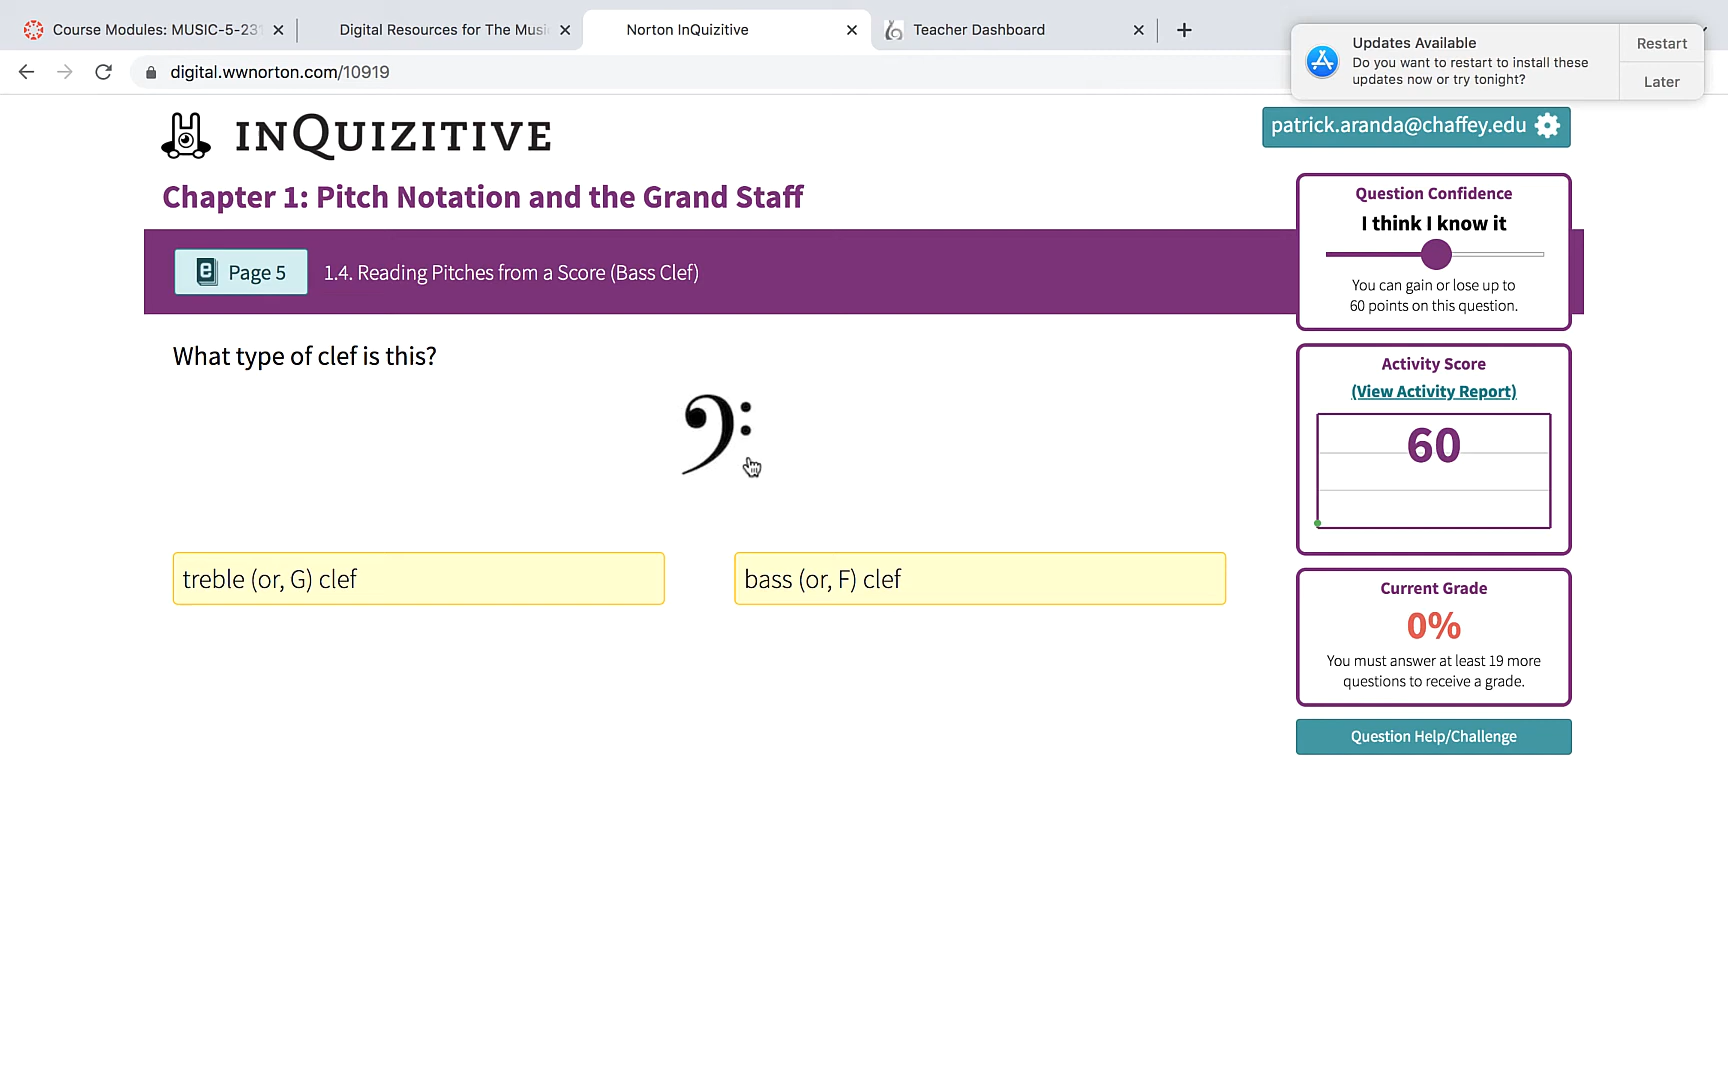 Course Modules: MUSIC-5-231
Digital Resources for The Musi
Norton InQuizitive
Teacher Dashboard
digital.wwnorton.com/10919
Updates Available
Do you want to restart to install these
updates now or try tonight?
Restart
Later
INQUIZITIVE
patrick.aranda@chaffey.edu
Chapter 1: Pitch Notation and the Grand Staff
Page 5
1.4. Reading Pitches from a Score (Bass Clef)
Question Confidence
I think I know it
You can gain or lose up to
60 points on this question.
What type of clef is this?
treble (or, G) clef
bass (or, F) clef
Activity Score
(View Activity Report)
60
Current Grade
0%
You must answer at least 19 more
questions to receive a grade.
Question Help/Challenge